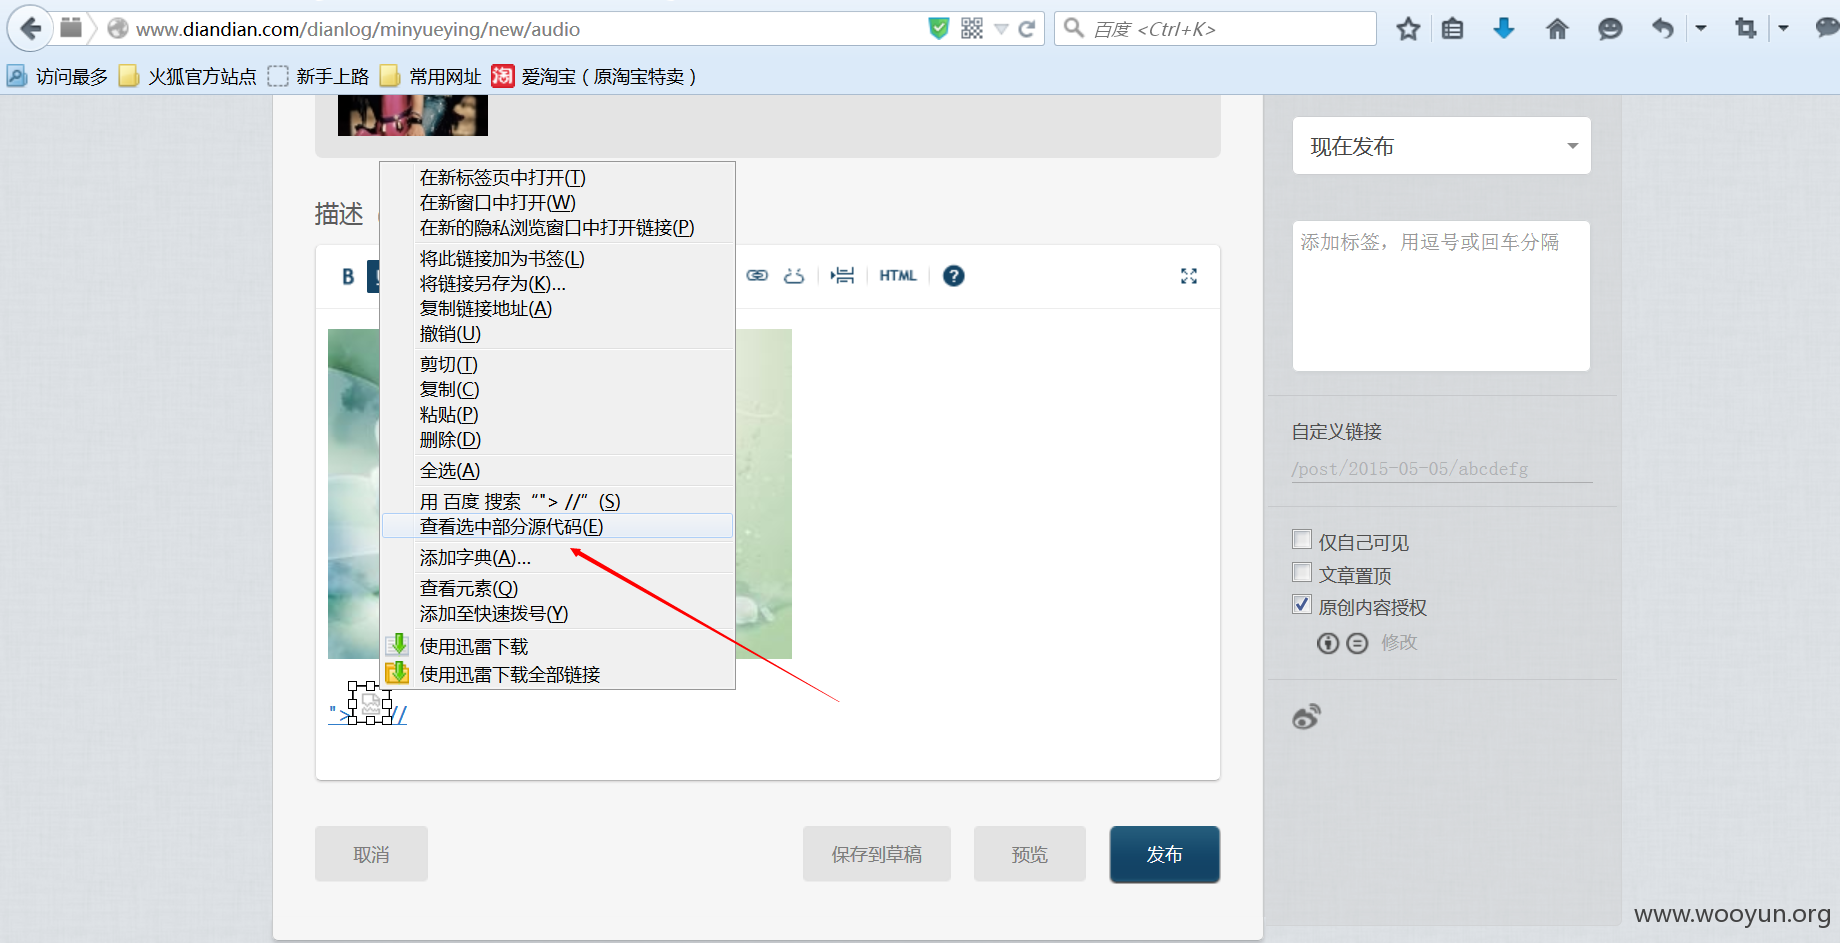 www.diandian.com/dianlog/minyueying/new/audio
百度 <Ctrl+K>
访问最多 火狐官方站点 新手上路 常用网址 淘 爱淘宝（原淘宝特卖）
现在发布
描述
添加标签，用逗号或回车分隔
B
HTML
?
在新标签页中打开(T)
在新窗口中打开(W)
在新的隐私浏览窗口中打开链接(P)
将此链接加为书签(L)
将链接另存为(K)...
复制链接地址(A)
撤销(U)
剪切(T)
复制(C)
粘贴(P)
删除(D)
全选(A)
用 百度 搜索“"> //”(S)
查看选中部分源代码(E)
添加字典(A)...
查看元素(Q)
添加至快速拨号(Y)
使用迅雷下载
使用迅雷下载全部链接
"> //
自定义链接
/post/2015-05-05/abcdefg
仅自己可见
文章置顶
原创内容授权
修改
取消
保存到草稿
预览
发布
www.wooyun.org